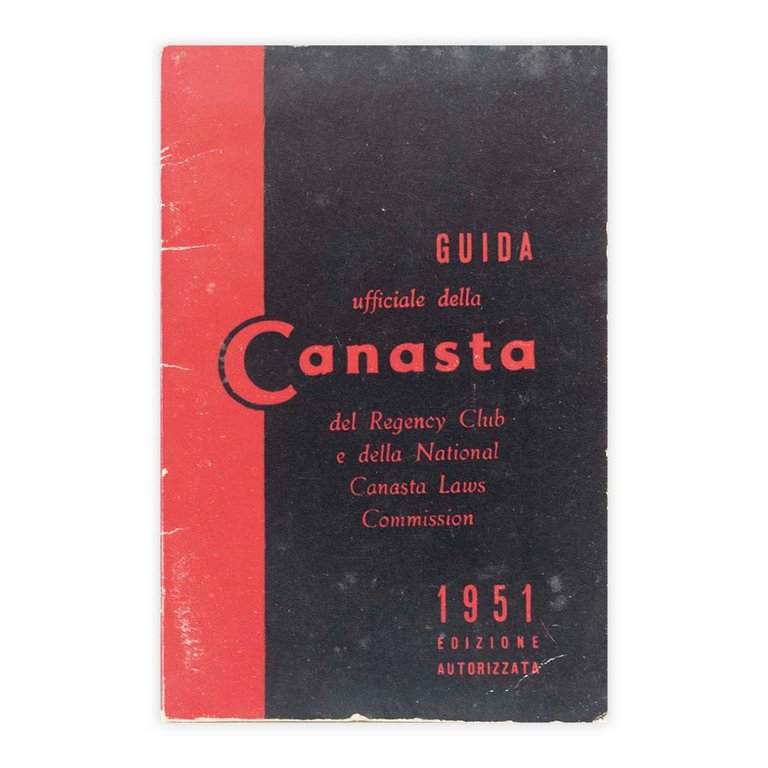 GUIDA
ufficiale della
Canasta
del Regency Club
e della National
Canasta Laws
Commission
1951
EDIZIONE
AUTORIZZATA